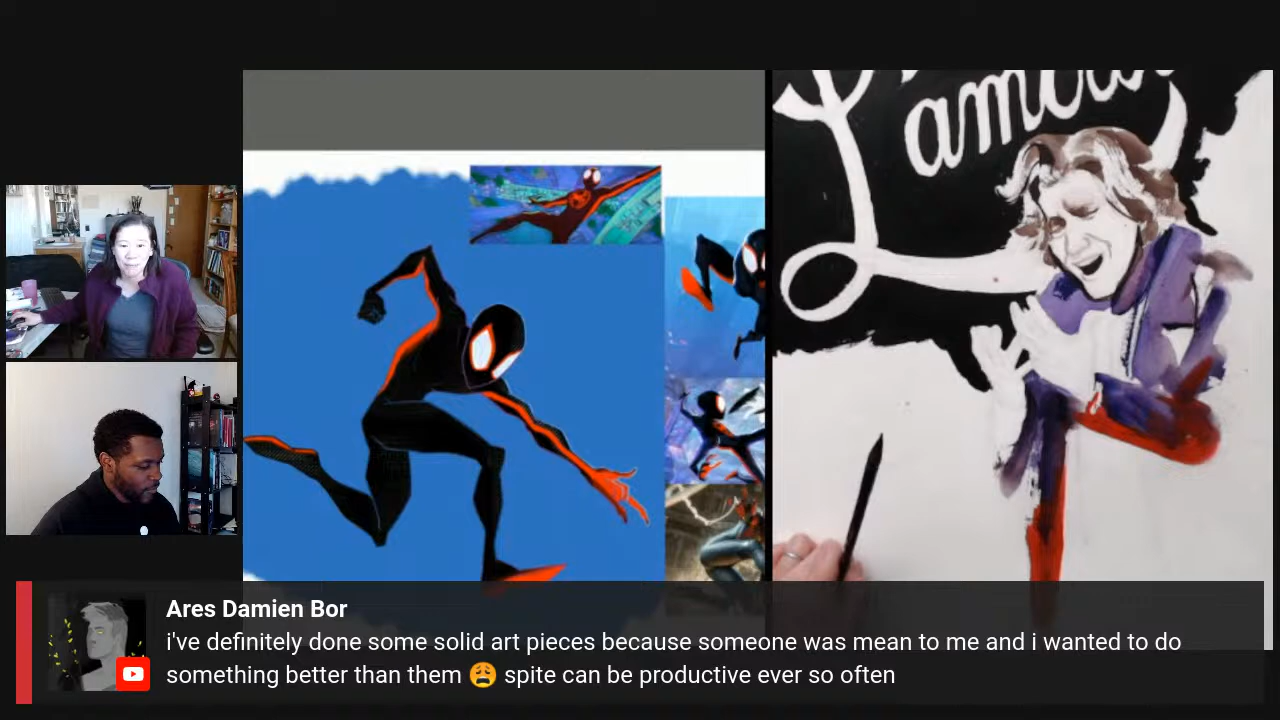 amour
Ares Damien Bor
i've definitely done some solid art pieces because someone was mean to me and i wanted to do
something better than them 😩 spite can be productive ever so often